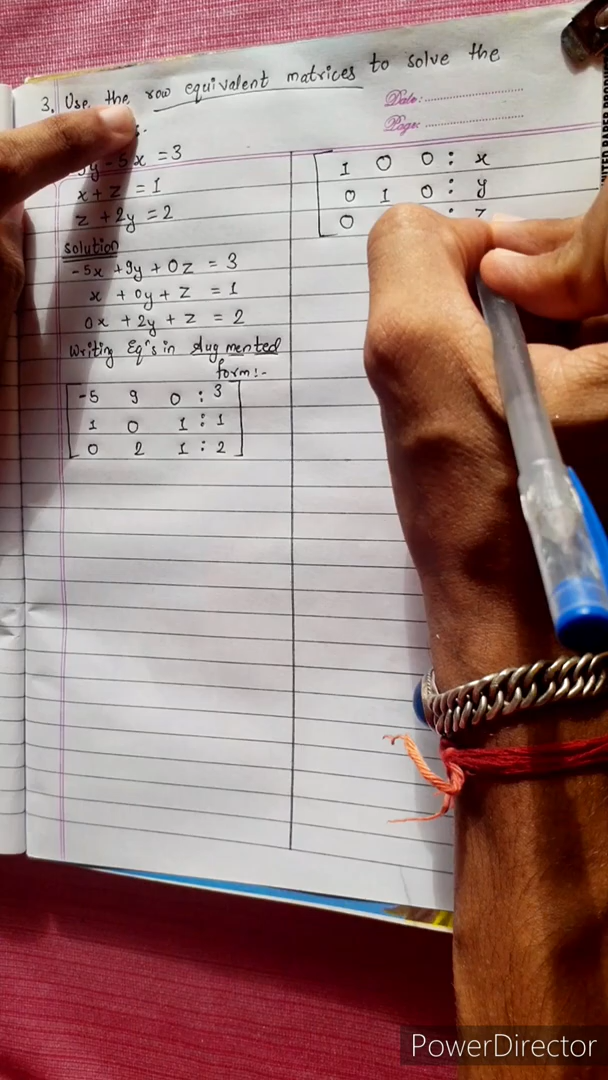 3. Use the row equivalent matrices to solve the
Date:
Page:
-5x = 3
x + z = 1
z + 2y = 2
solution
-5x + 9y + 0z = 3
x + 0y + z = 1
0x + 2y + z = 2
Writing Eqⁿs in Augmented
form:-
-5 9 0 : 3
1 0 1 : 1
0 2 1 : 2
1 0 0 : x
0 1 0 : y
0 : z
PowerDirector